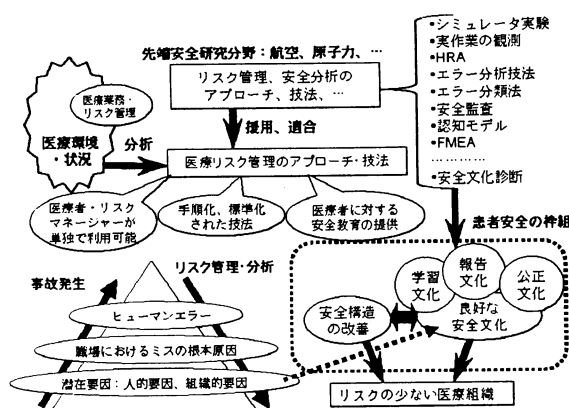 先端安全研究分野：航空、原子力、…
リスク管理、安全分析の
アプローチ、技法、…
•シミュレータ実験
•実作業の観測
•HRA
•エラー分析技法
•エラー分類法
•安全監査
•認知モデル
•FMEA
…………
•安全文化診断
医療業務・
リスク管理
医療環境
・状況
分析
援用、適合
医療リスク管理のアプローチ・技法
医療者・リスク
マネージャーが
単独で利用可能
手順化、標準化
された技法
医療者に対する
安全教育の提供
患者安全の枠組
事故発生
リスク管理・分析
ヒューマンエラー
職場におけるミスの根本原因
潜在要因：人的要因、組織的要因
学習
文化
報告
文化
公正
文化
良好な
安全文化
安全構造
の改善
リスクの少ない医療組織